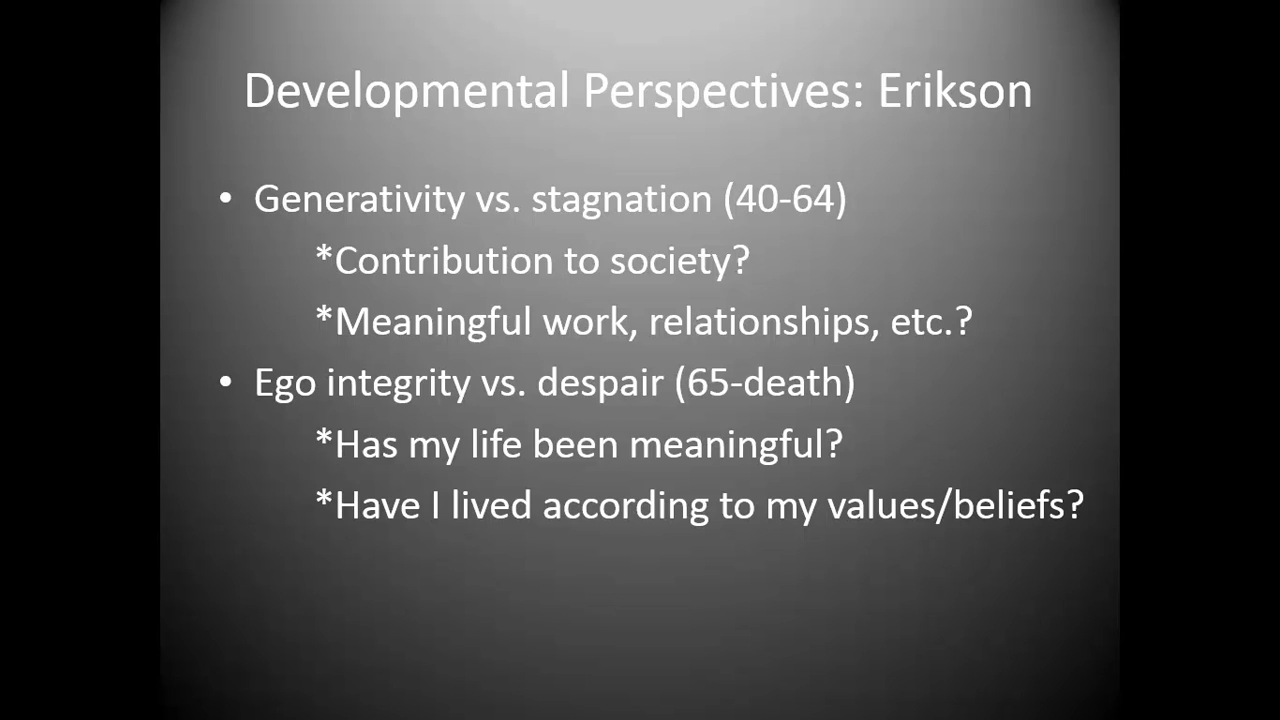 Developmental Perspectives: Erikson
• Generativity vs. stagnation (40-64)
*Contribution to society?
*Meaningful work, relationships, etc.?
• Ego integrity vs. despair (65-death)
*Has my life been meaningful?
*Have I lived according to my values/beliefs?